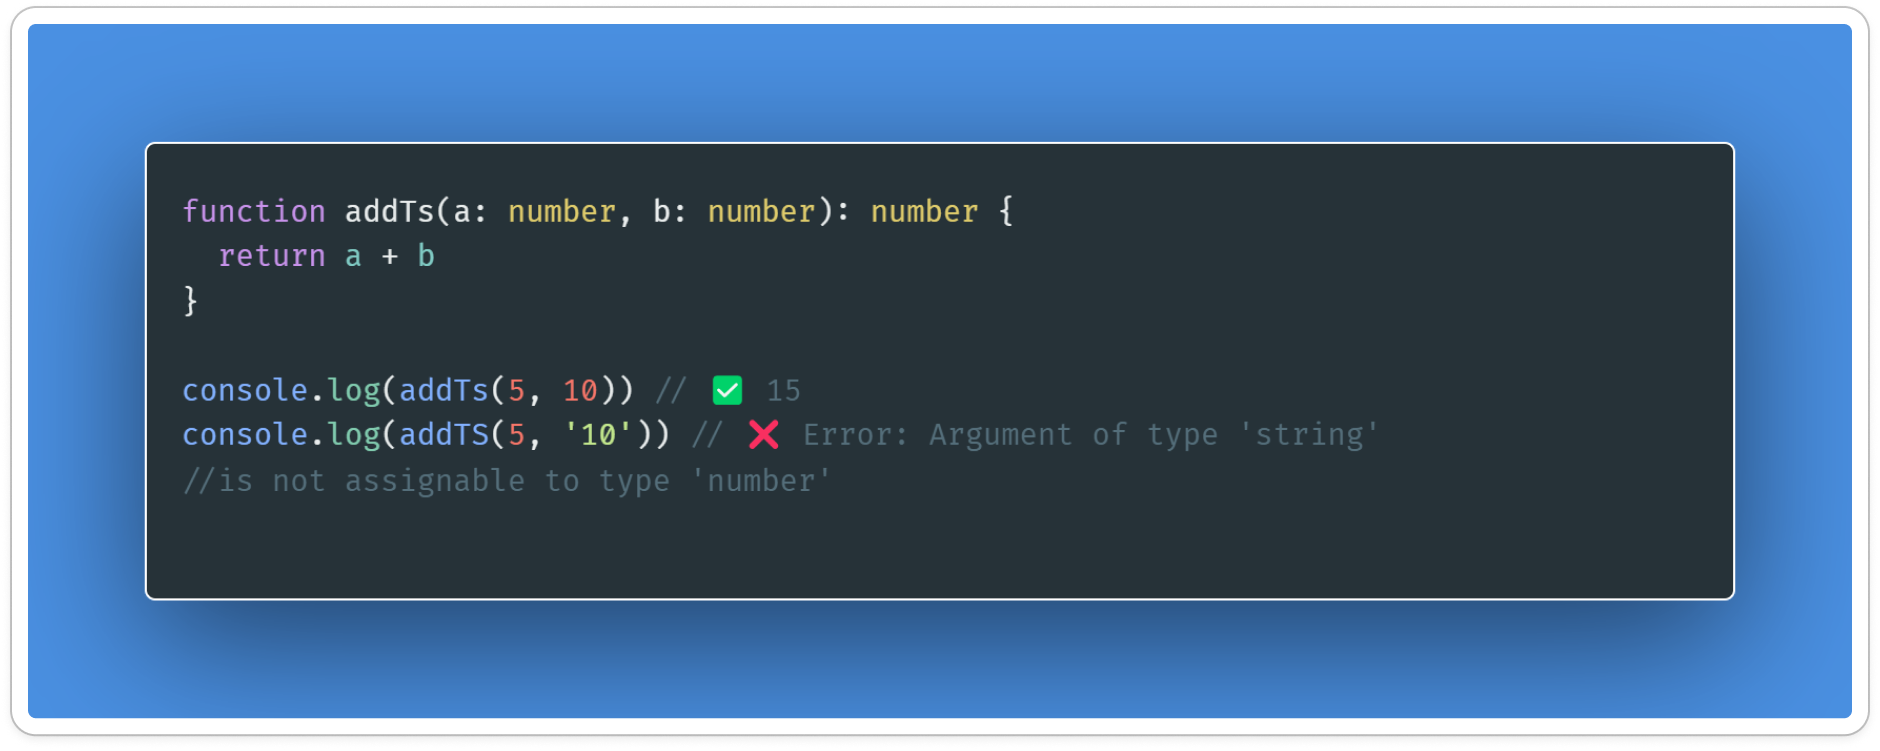 function addTs(a: number, b: number): number {
  return a + b
}
console.log(addTs(5, 10)) // ✅ 15
console.log(addTS(5, '10')) // ❌ Error: Argument of type 'string'
//is not assignable to type 'number'